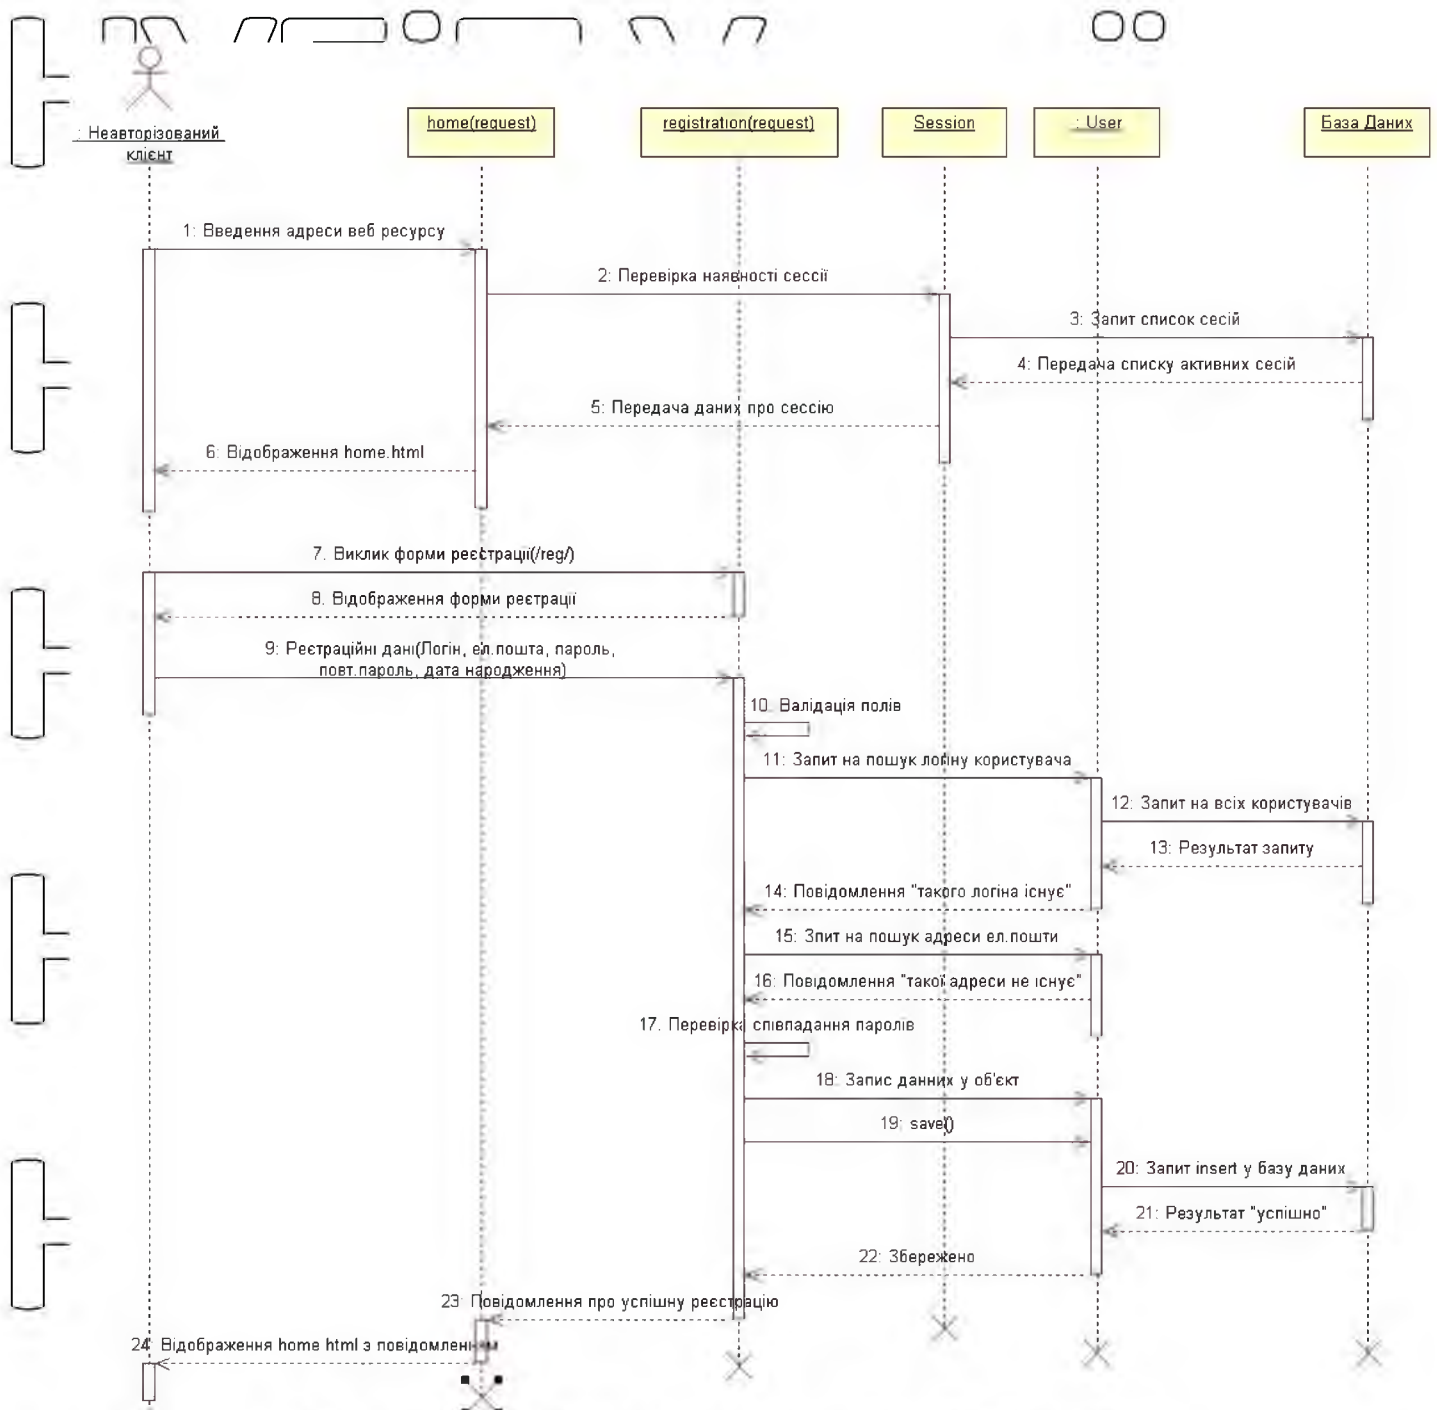 : Неавторізований
клієнт
home(request)
registration(request)
Session
: User
База Даних
1: Введення адреси веб ресурсу
2: Перевірка наявності сессії
3: Запит список сесій
4: Передача списку активних сесій
5: Передача даних про сессію
6: Відображення home.html
7. Виклик форми реєстрації(/reg/)
8. Відображення форми реєтрації
9: Реєтраційні дані(Логін, ел.пошта, пароль,
повт.пароль, дата народження)
10. Валідація полів
11: Запит на пошук логіну користувача
12: Запит на всіх користувачів
13: Результат запиту
14: Повідомлення "такого логіна існує"
15: Зпит на пошук адреси ел.пошти
16: Повідомлення "такої адреси не існує"
17. Перевірка співпадання паролів
18: Запис данних у об'єкт
19: save()
20: Запит insert у базу даних
21: Результат "успішно"
22: Збережено
23: Повідомлення про успішну реєстрацію
24: Відображення home html з повідомленням